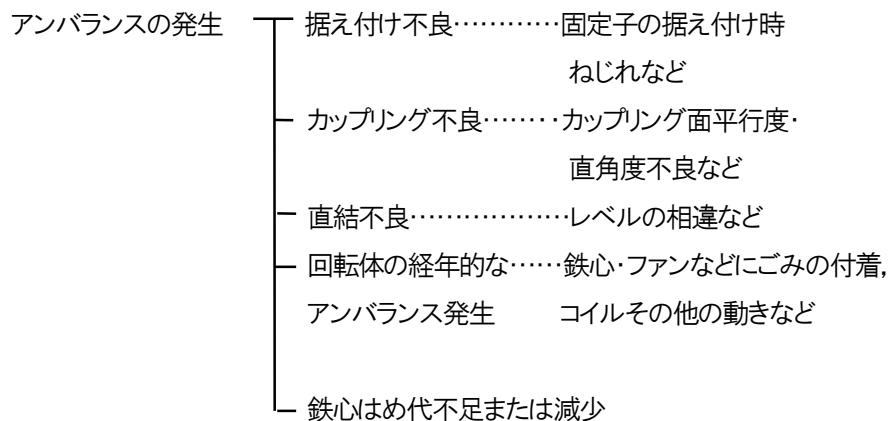 アンバランスの発生 据え付け不良…………固定子の据え付け時
ねじれなど
カップリング不良………カップリング面平行度・
直角度不良など
直結不良………………レベルの相違など
回転体の経年的な……鉄心・ファンなどにごみの付着,
アンバランス発生 コイルその他の動きなど
鉄心はめ代不足または減少